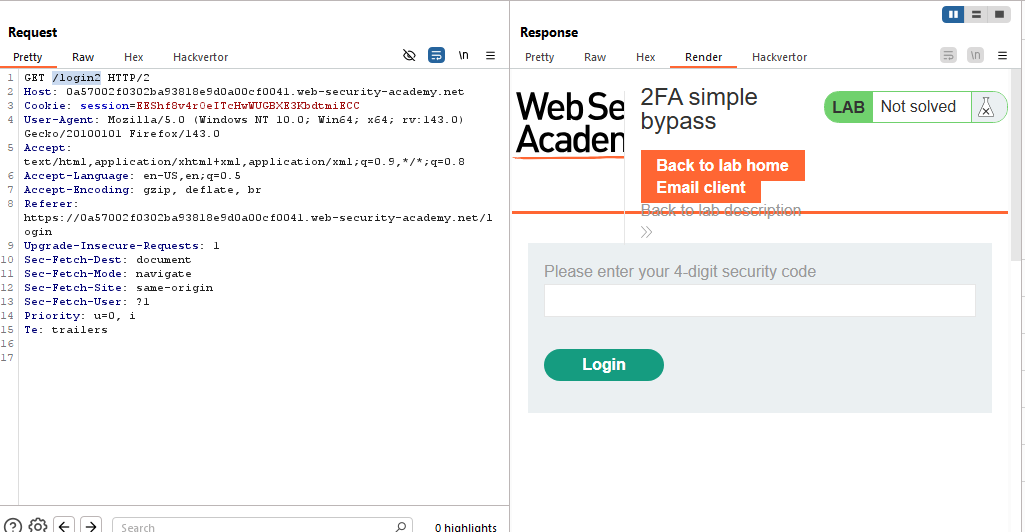 Request
Pretty Raw Hex Hackvertor
\n
1 GET /login2 HTTP/2
2 Host: 0a57002f0302ba93818e9d0a00cf0041.web-security-academy.net
3 Cookie: session=EEShf8v4r0eITcHwWUGBXE3KbdtmiECC
4 User-Agent: Mozilla/5.0 (Windows NT 10.0; Win64; x64; rv:143.0)
Gecko/20100101 Firefox/143.0
5 Accept:
text/html,application/xhtml+xml,application/xml;q=0.9,*/*;q=0.8
6 Accept-Language: en-US,en;q=0.5
7 Accept-Encoding: gzip, deflate, br
8 Referer:
https://0a57002f0302ba93818e9d0a00cf0041.web-security-academy.net/l
ogin
9 Upgrade-Insecure-Requests: 1
10 Sec-Fetch-Dest: document
11 Sec-Fetch-Mode: navigate
12 Sec-Fetch-Site: same-origin
13 Sec-Fetch-User: ?1
14 Priority: u=0, i
15 Te: trailers
16
17
Search
0 highlights
Response
Pretty Raw Hex Render Hackvertor
\n
Web Se
Academ
2FA simple
bypass
LAB Not solved
Back to lab home
Email client
Back to lab description
Please enter your 4-digit security code
Login